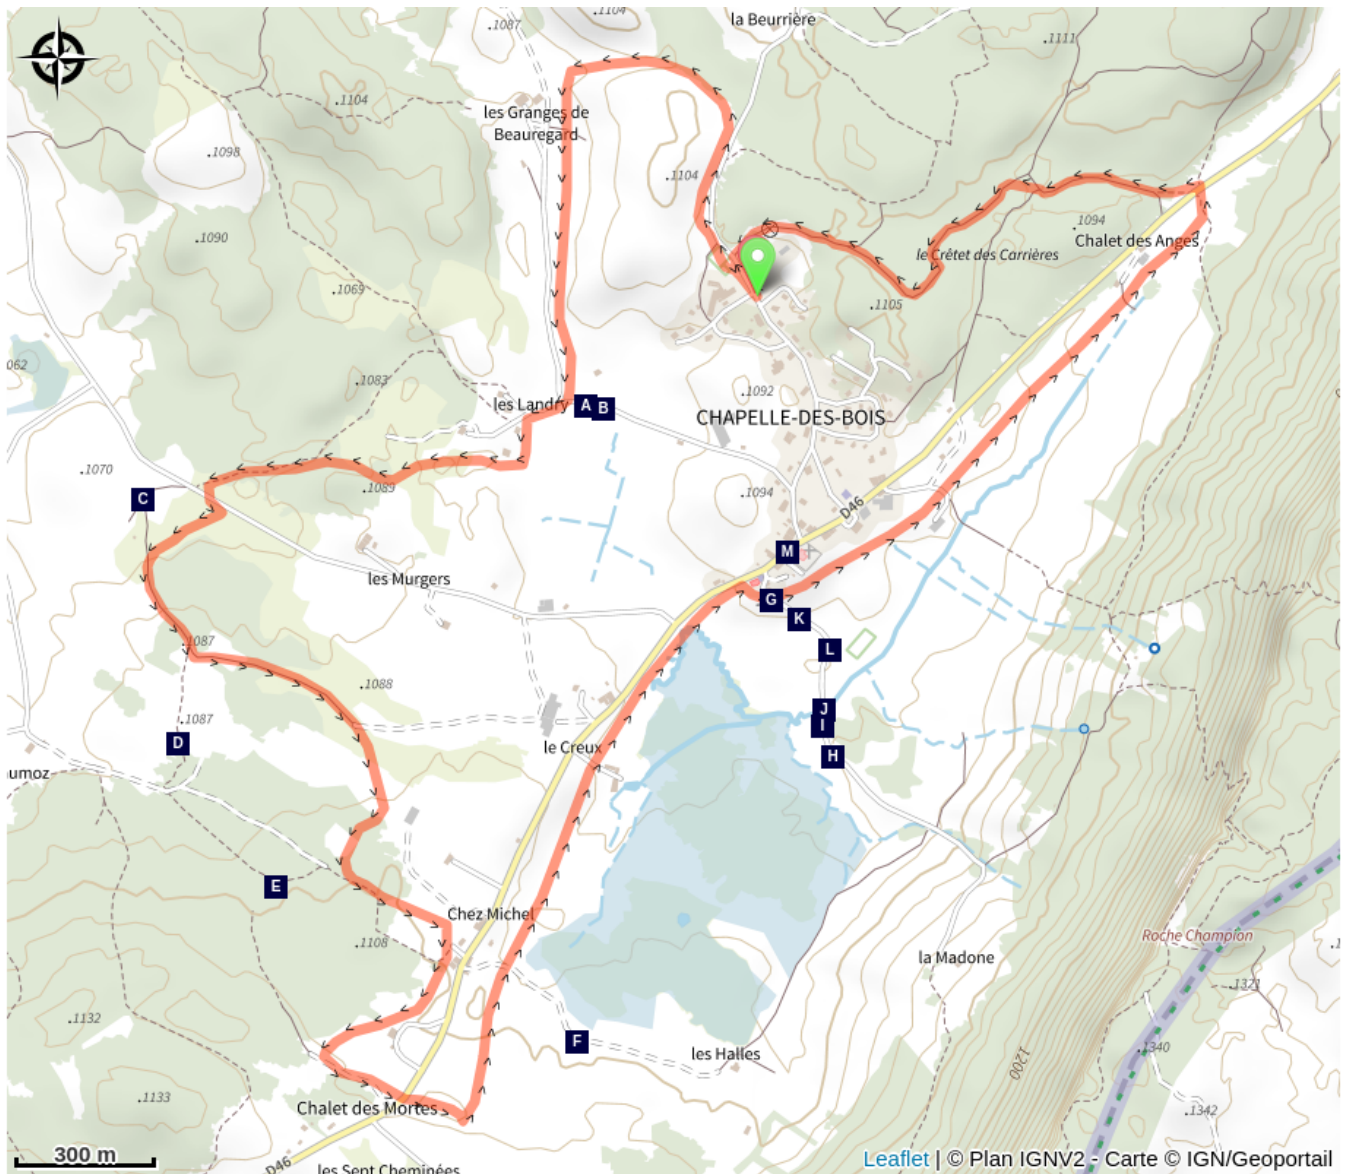 .1104
la Beurrière
.1087
.1111
.1104
les Granges de
Beauregard
.1098
.1104
.1094
.1090
Chalet des Anges
le Crêtet des Carrières
.1069
.1105
062
.1083
.1092
les Landry
A
B
CHAPELLE-DES-BOIS
.1070
.1089
.1094
C
D46
M
les Murgers
G
K
.1087
L
.1088
J
.1087
I
D
le Creux
H
umoz
E
Chez Michel
.1108
Roche Champion
.1
la Madone
.1321
.1132
F
.1340
les Halles
1200
.1133
Chalet des Mortes
.1342
300 m
D46
les Sept Cheminées
Leaflet | © Plan IGNV2 - Carte © IGN/Geoportail